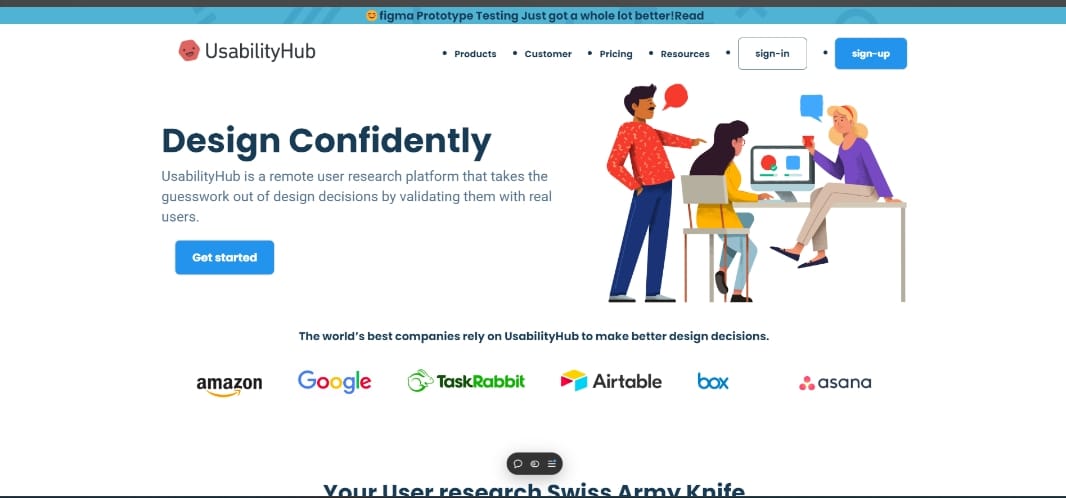 😊figma Prototype Testing Just got a whole lot better!Read
UsabilityHub
• Products • Customer • Pricing • Resources • sign-in • sign-up
Design Confidently
UsabilityHub is a remote user research platform that takes the
guesswork out of design decisions by validating them with real
users.
Get started
The world's best companies rely on UsabilityHub to make better design decisions.
amazon Google TaskRabbit Airtable box asana
Your User research Swiss Army Knife